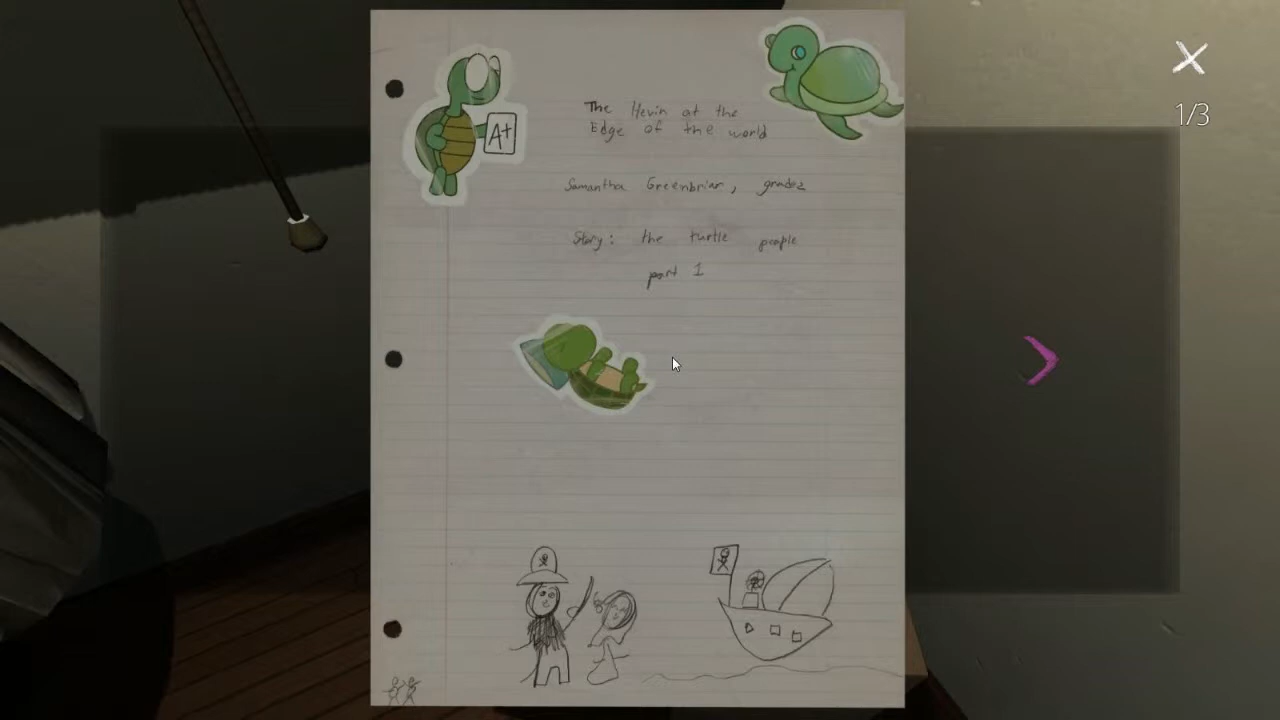 A+
The Hevin at the
Edge of the world
1/3
Samantha Greenbriar, grade 2
Story: the turtle people
part 1